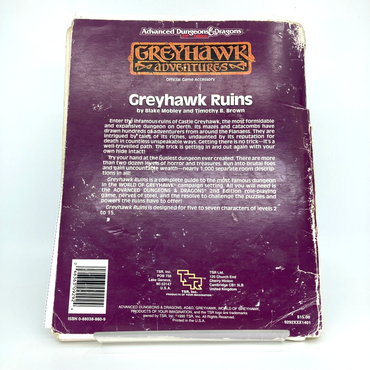 Advanced Dungeons & Dragons
GREYHAWK
ADVENTURES
Official Game Accessory
Greyhawk Ruins
by Blake Mobley and Timothy B. Brown
Enter the infamous ruins of Castle Greyhawk, the most formidable
and expansive dungeon on Oerth. Its mazes and catacombs have
drawn hundreds of adventurers from around the Flanaess. They are
intrigued by tales of its riches, undaunted by its reputation for
death in countless unspeakable ways. Getting there is no trick—it's a
well-travelled path. The trick is getting in and out again with your
own hide intact!
Try your hand at the busiest dungeon ever created! There are more
than two dozen levels of horror and treasures. Run into brutal foes
and gain uncountable wealth—nearly 1,000 separate room descrip-
tions in all!
Greyhawk Ruins is a complete guide to the most famous dungeon
in the WORLD OF GREYHAWK® campaign setting. All you will need is
the ADVANCED DUNGEONS & DRAGONS® 2nd Edition role-playing
game, nerves of steel, and the resolve to challenge the puzzles and
powers the ruins have to offer!
Greyhawk Ruins is designed for five to seven characters of levels 2
to 15.
TSR, Inc.
POB 756
Lake Geneva,
WI 53147
U.S.A.
TSR
TSR, Inc.
PRODUCTS OF YOUR IMAGINATION
TSR Ltd.
120 Church End
Cherry Hinton
Cambridge CB1 3LB
United Kingdom
ISBN 0-88038-860-9
ADVANCED DUNGEONS & DRAGONS, AD&D, GREYHAWK, WORLD OF GREYHAWK,
PRODUCTS OF YOUR IMAGINATION, and the TSR logo are trademarks owned
by TSR, Inc. ©1990 TSR, Inc. All Rights Reserved.
Printed in U.S.A.
$15.00
9292XXX1401